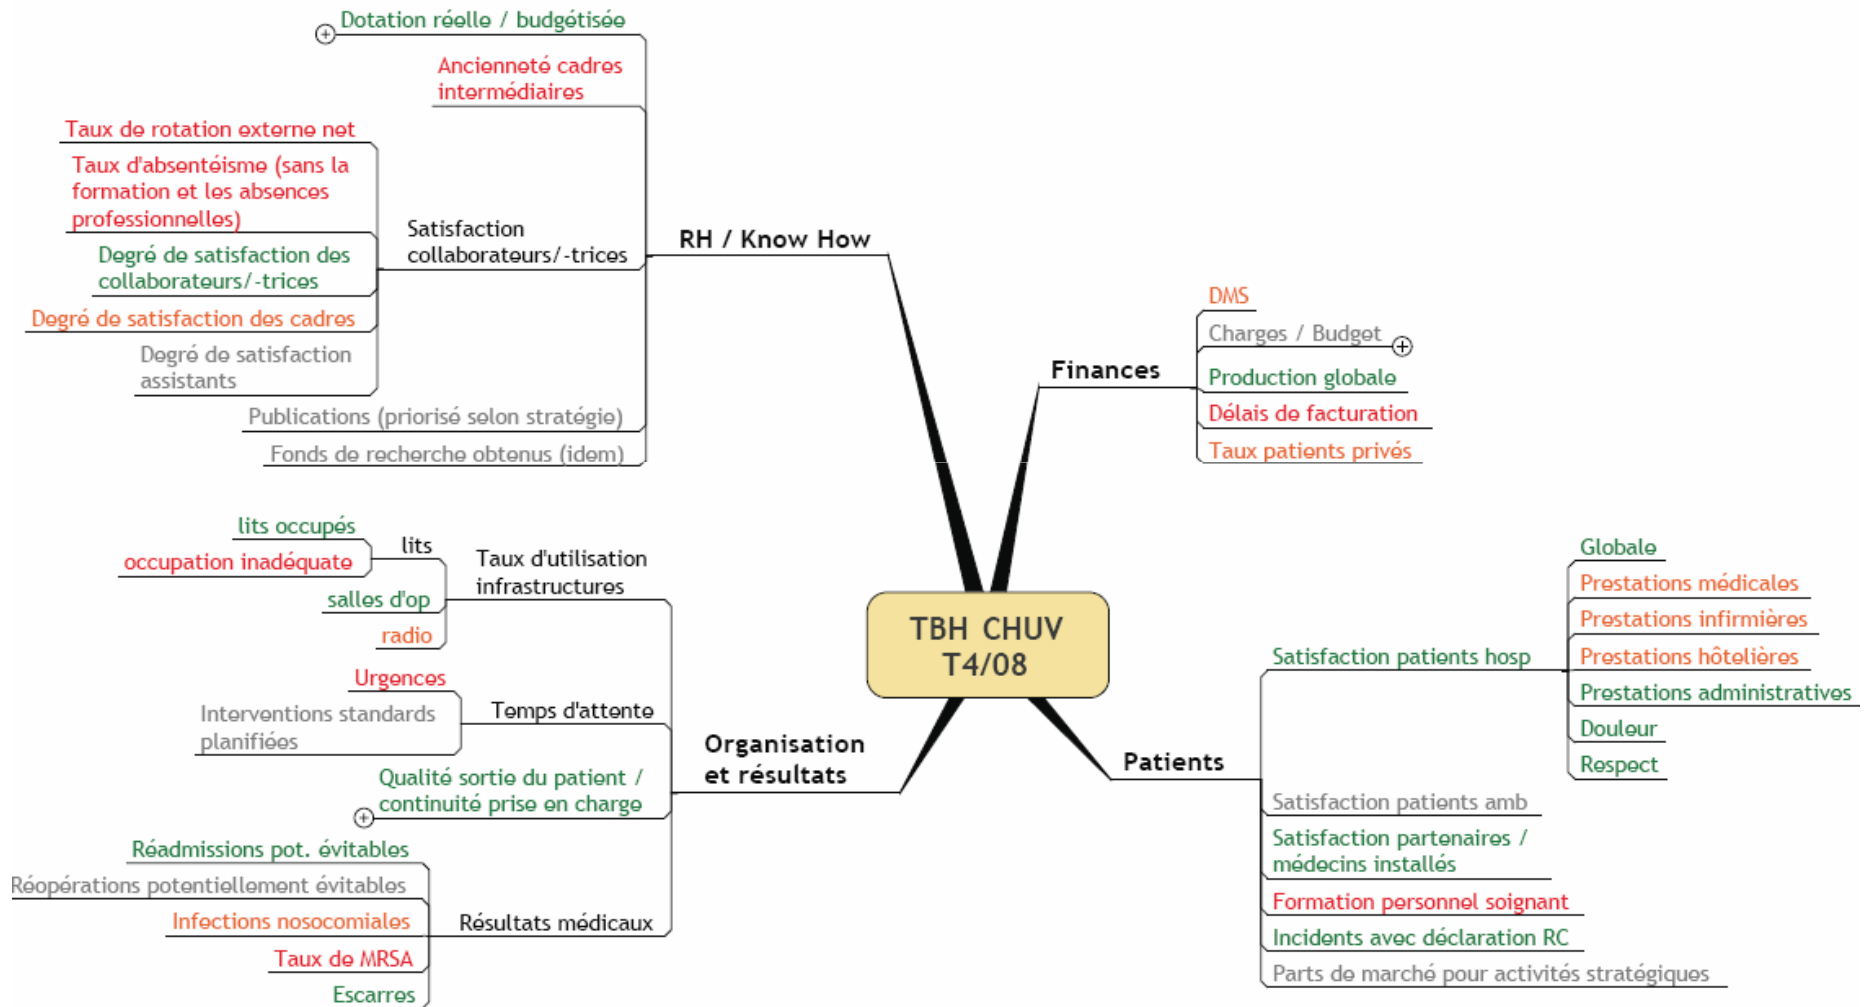 Dotation réelle / budgétisée
Ancienneté cadres
intermédiaires
Taux de rotation externe net
Taux d'absentéisme (sans la
formation et les absences
professionnelles)
Degré de satisfaction des
collaborateurs/-trices
Degré de satisfaction des cadres
Degré de satisfaction
assistants
Satisfaction
collaborateurs/-trices
Publications (priorisé selon stratégie)
Fonds de recherche obtenus (idem)
RH / Know How
Finances
DMS
Charges / Budget
Production globale
Délais de facturation
Taux patients privés
TBH CHUV
T4/08
lits occupés
occupation inadéquate
lits
salles d'op
radio
Taux d'utilisation
infrastructures
Urgences
Interventions standards
planifiées
Temps d'attente
Qualité sortie du patient /
continuité prise en charge
Organisation
et résultats
Réadmissions pot. évitables
Réopérations potentiellement évitables
Infections nosocomiales
Taux de MRSA
Escarres
Résultats médicaux
Patients
Satisfaction patients hosp
Globale
Prestations médicales
Prestations infirmières
Prestations hôtelières
Prestations administratives
Douleur
Respect
Satisfaction patients amb
Satisfaction partenaires /
médecins installés
Formation personnel soignant
Incidents avec déclaration RC
Parts de marché pour activités stratégiques